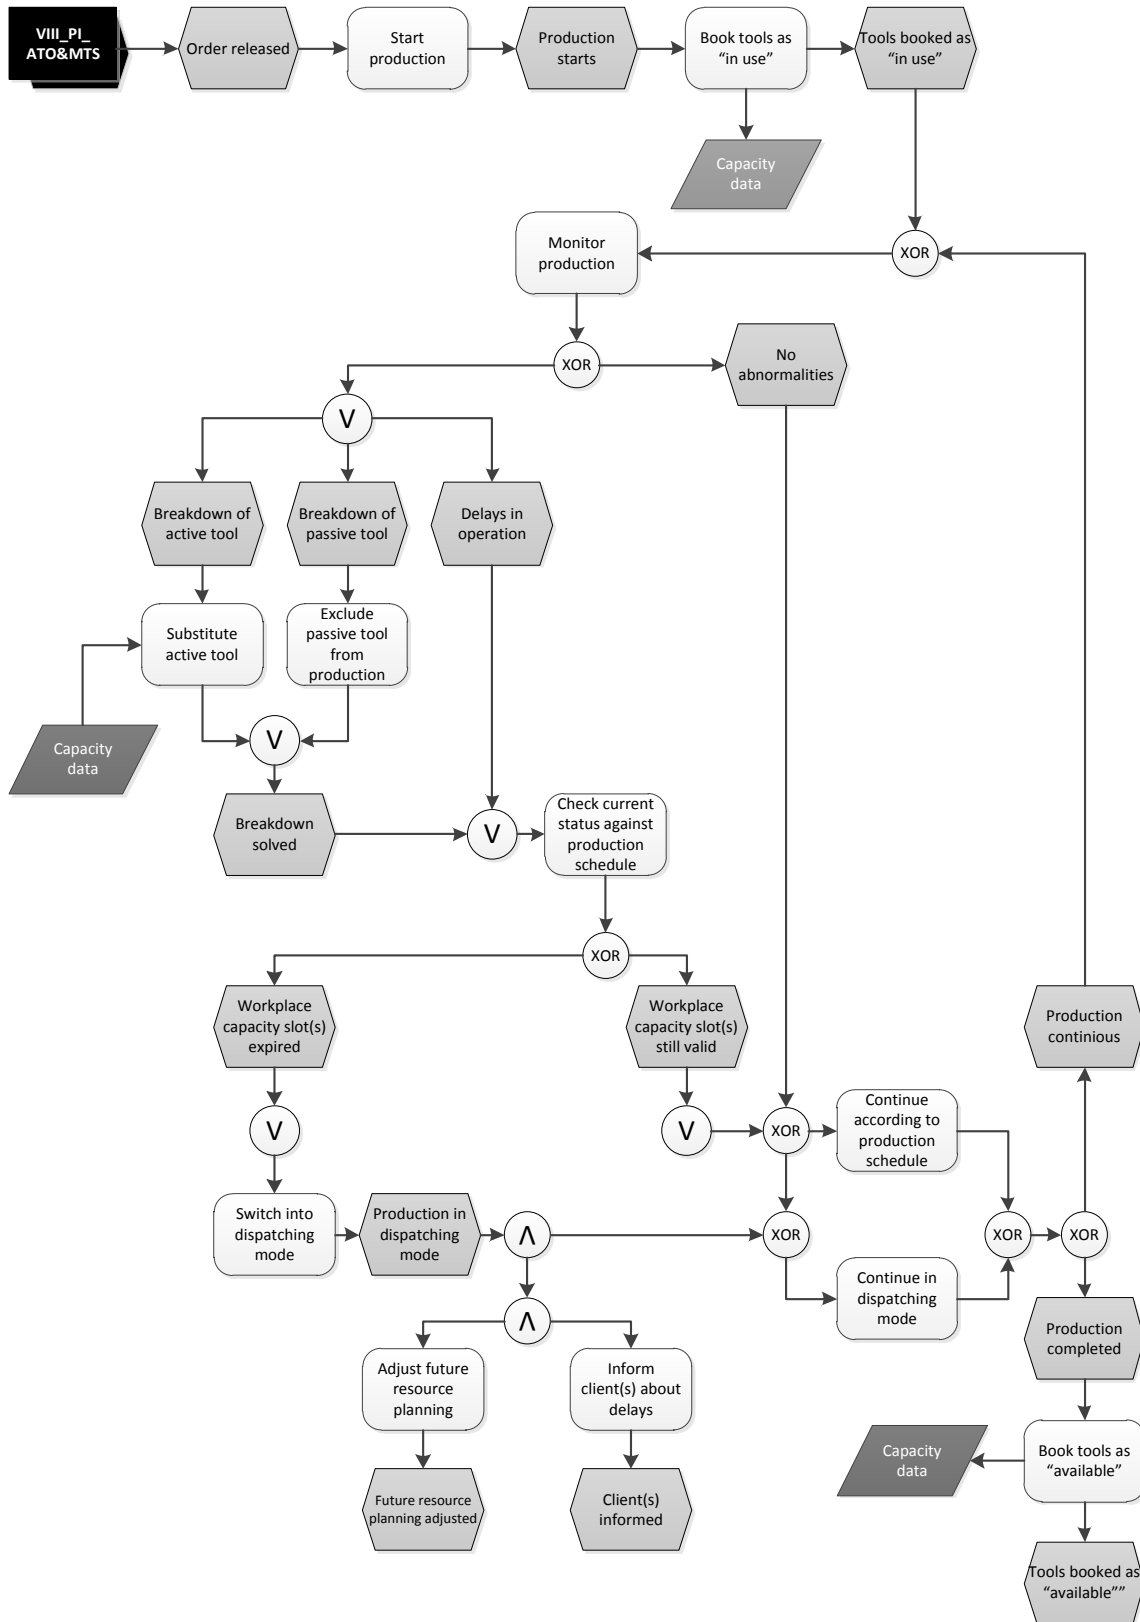 VIII_PI_
ATO&MTS
Order released
Start
production
Production
starts
Book tools as
“in use”
Tools booked as
“in use”
Capacity
data
Monitor
production
XOR
XOR
No
abnormalities
V
Breakdown of
active tool
Breakdown of
passive tool
Delays in
operation
Substitute
active tool
Exclude
passive tool
from
production
V
Capacity
data
Breakdown
solved
V
Check current
status against
production
schedule
XOR
Workplace
capacity slot(s)
expired
Workplace
capacity slot(s)
still valid
Production
continious
V
V
XOR
Continue
according to
production
schedule
Switch into
dispatching
mode
Production in
dispatching
mode
Λ
XOR
XOR
XOR
Continue in
dispatching
mode
Λ
Production
completed
Adjust future
resource
planning
Inform
client(s) about
delays
Capacity
data
Book tools as
“available”
Future resource
planning adjusted
Client(s)
informed
Tools booked as
“available””